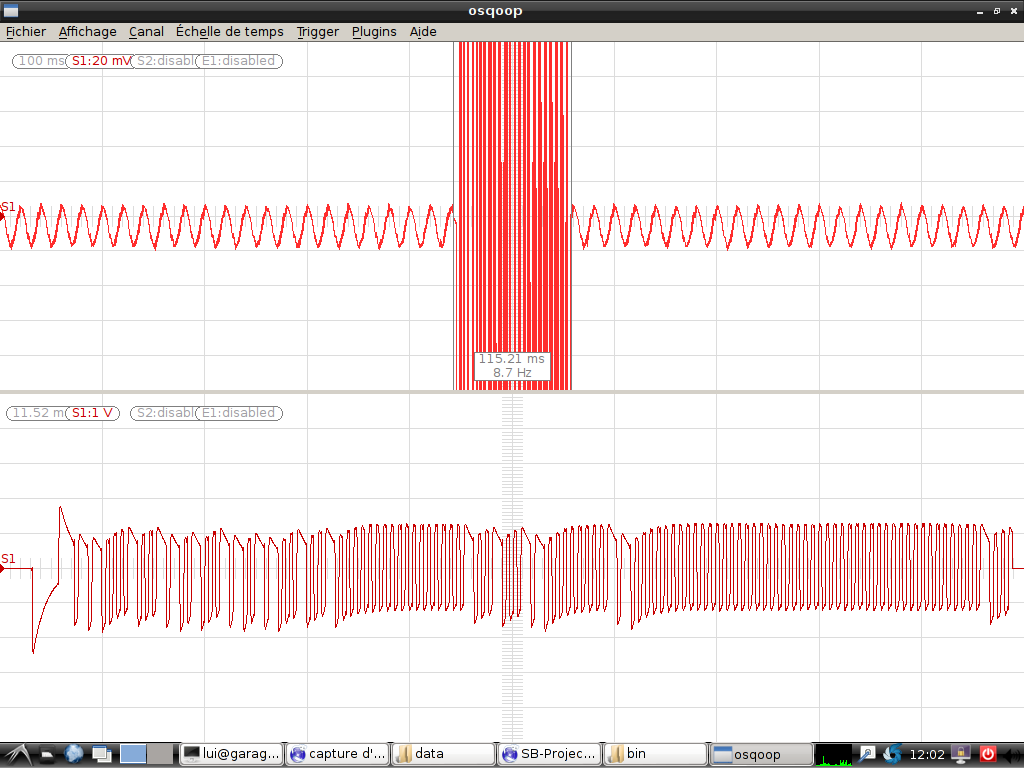 osqoop
Fichier Affichage Canal Échelle de temps Trigger Plugins Aide
100 ms S1:20 mV S2:disabl E1:disabled
S1
115.21 ms
8.7 Hz
11.52 m S1:1 V S2:disabl E1:disabled
S1
lui@garag... capture d'... data SB-Projec... bin osqoop 12:02